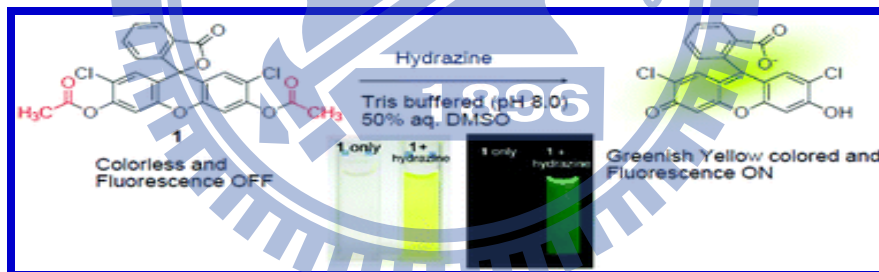 Hydrazine
Tris buffered (pH 8.0)
50% aq. DMSO
O
O
Cl
Cl
O
H₃C
O
O
O
CH₃
1
Colorless and
Fluorescence OFF
1 only
1 +
hydrazine
1 only
1 +
hydrazine
O
O-
Cl
Cl
O
O
OH
Greenish Yellow colored and
Fluorescence ON
1896